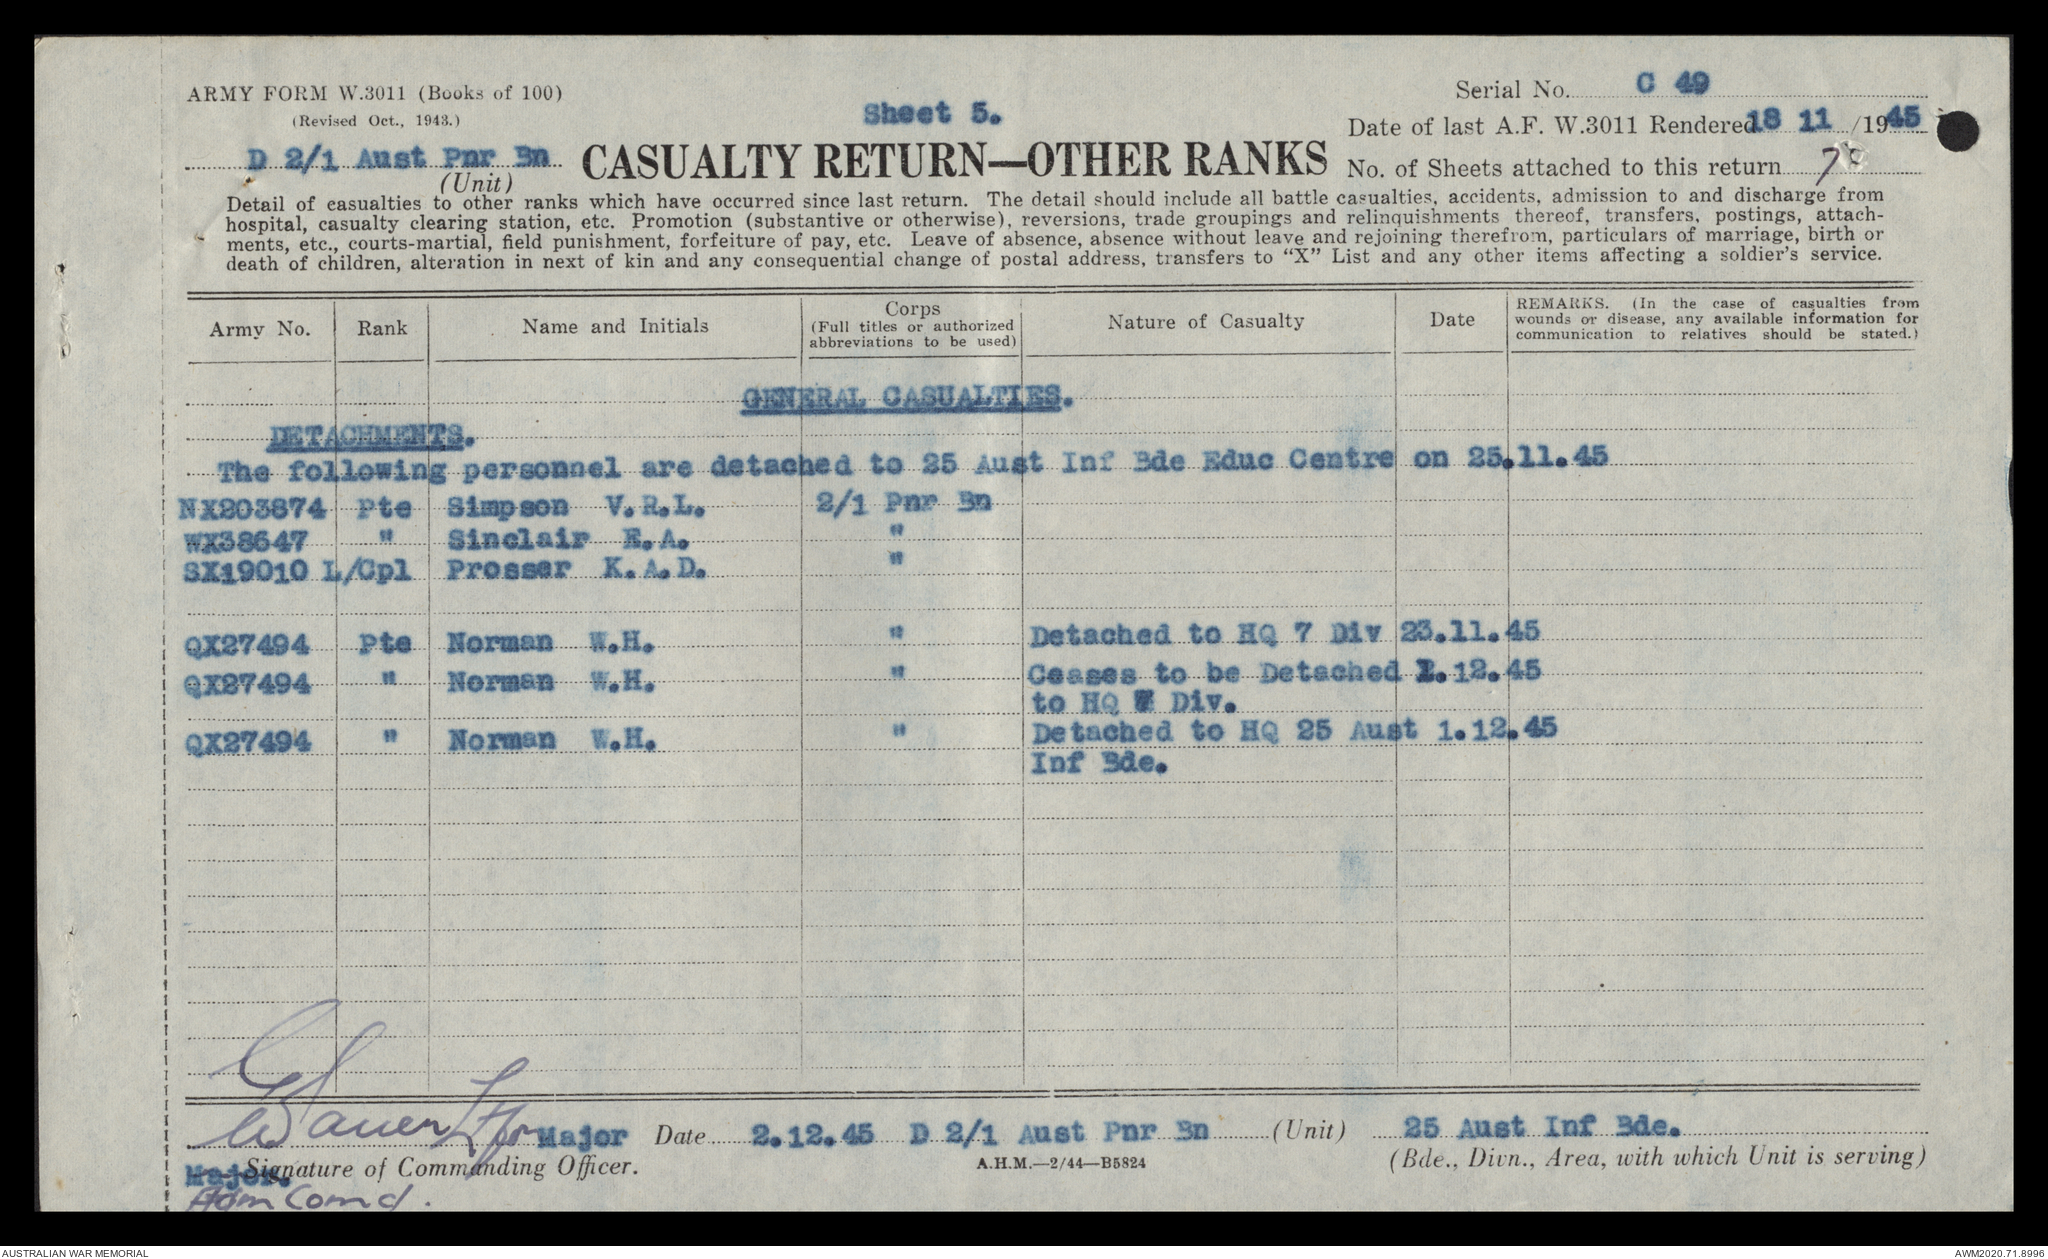 ARMY FORM W.3011 (Books of 100)
(Revised Oct., 1943.)
Sheet 5.
Serial No. C 49
Date of last A.F. W.3011 Rendered 18 11 /1945
D 2/1 Aust Pnr Bn
(Unit)
CASUALTY RETURN—OTHER RANKS
No. of Sheets attached to this return 7
Detail of casualties to other ranks which have occurred since last return. The detail should include all battle casualties, accidents, admission to and discharge from
hospital, casualty clearing station, etc. Promotion (substantive or otherwise), reversions, trade groupings and relinquishments thereof, transfers, postings, attach-
ments, etc., courts-martial, field punishment, forfeiture of pay, etc. Leave of absence, absence without leave and rejoining therefrom, particulars of marriage, birth or
death of children, alteration in next of kin and any consequential change of postal address, transfers to "X" List and any other items affecting a soldier's service.
Army No. Rank Name and Initials Corps (Full titles or authorized abbreviations to be used) Nature of Casualty Date REMARKS. (In the case of casualties from wounds or disease, any available information for communication to relatives should be stated.)
GENERAL CASUALTIES.
DETACHMENTS.
The following personnel are detached to 25 Aust Inf Bde Educ Centre on 25.11.45
NX203874 Pte Simpson V.R.L. 2/1 Pnr Bn
WX38647 " Sinclair E.A. "
SX19010 L/Cpl Prosser K.A.D. "
QX27494 Pte Norman W.H. " Detached to HQ 7 Div 23.11.45
QX27494 " Norman W.H. " Ceases to be Detached 1.12.45
to HQ 7 Div.
QX27494 " Norman W.H. " Detached to HQ 25 Aust 1.12.45
Inf Bde.
Major Date 2.12.45 D 2/1 Aust Pnr Bn (Unit) 25 Aust Inf Bde.
Major. Signature of Commanding Officer. A.H.M.—2/44—B5824 (Bde., Divn., Area, with which Unit is serving)
Adm Comd.
AUSTRALIAN WAR MEMORIAL AWM2020.71.8996